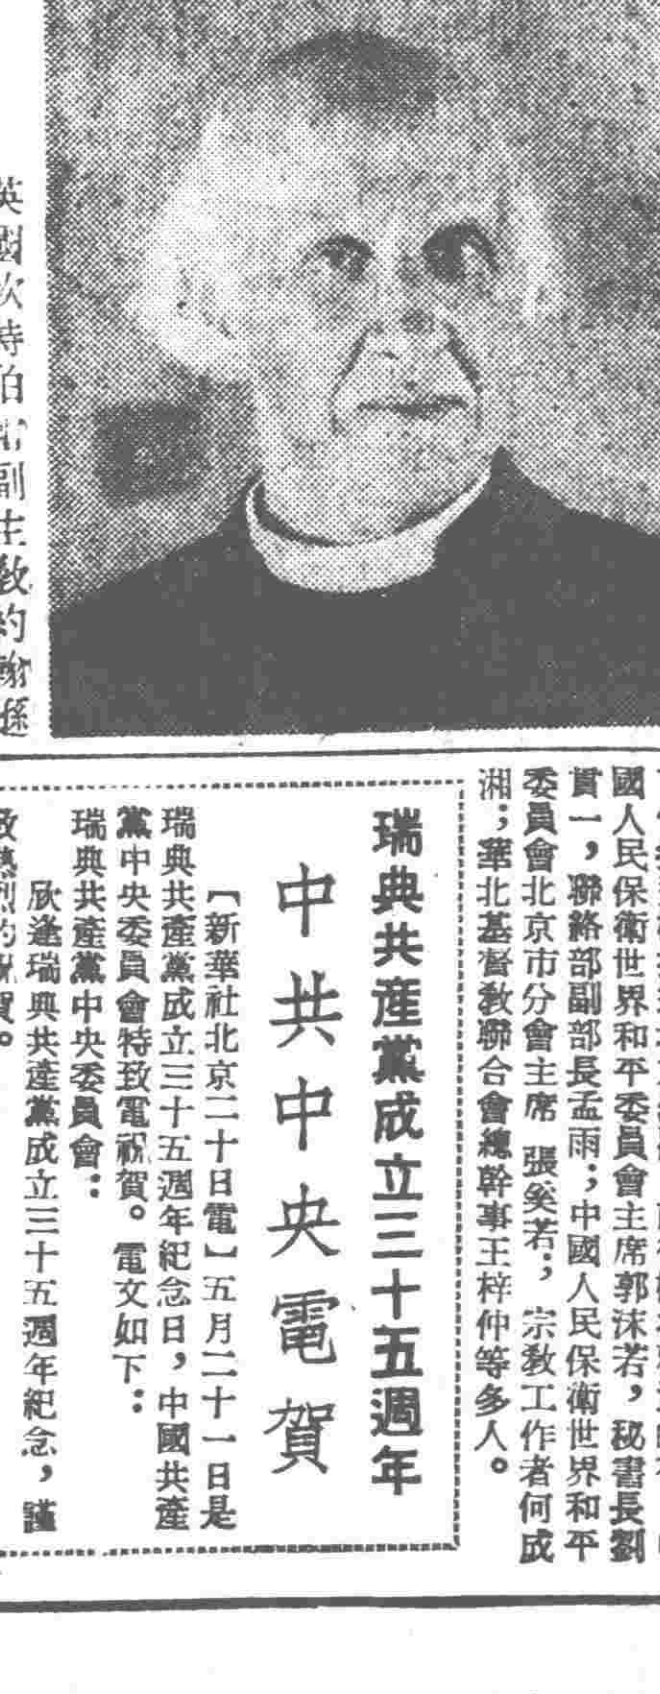 國人民保衛世界和平委員會主席郭沫若，秘書長劉
貫一，聯絡部副部長孟雨；中國人民保衛世界和平
委員會北京市分會主席張奚若；宗教工作者何成
湘；華北基督教聯合會總幹事王梓仲等多人。
英國坎特伯雷副主教約翰遜
瑞典共產黨成立三十五週年
中共中央電賀
［新華社北京二十日電］五月二十一日是
瑞典共產黨成立三十五週年紀念日，中國共產
黨中央委員會特致電祝賀。電文如下：
瑞典共產黨中央委員會：
欣逢瑞典共產黨成立三十五週年紀念，謹
致熱烈的祝賀。